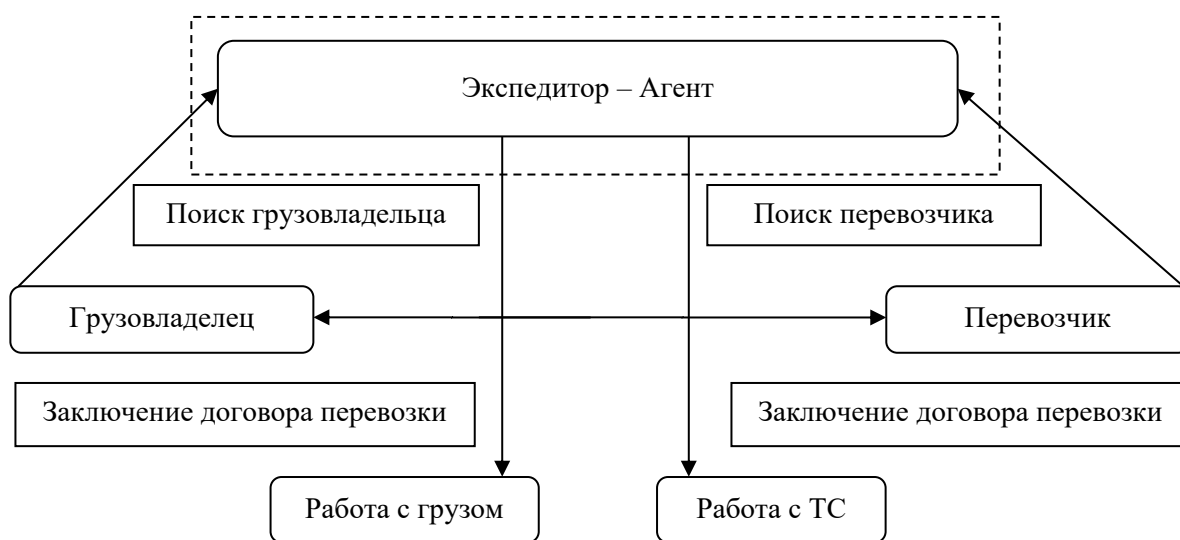 Экспедитор – Агент
Поиск грузовладельца
Поиск перевозчика
Грузовладелец
Перевозчик
Заключение договора перевозки
Заключение договора перевозки
Работа с грузом
Работа с ТС